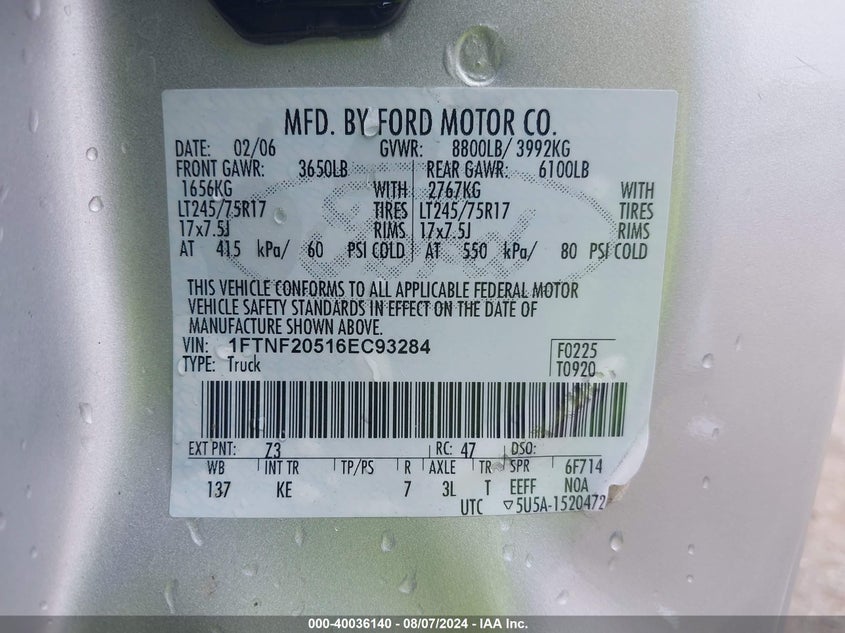 MFD. BY FORD MOTOR CO.
DATE: 02/06 GVWR: 8800LB/ 3992KG
FRONT GAWR: 3650LB REAR GAWR: 6100LB
1656KG WITH 2767KG WITH
LT245/75R17 TIRES LT245/75R17 TIRES
17x7.5J RIMS 17x7.5J RIMS
AT 415 kPa/ 60 PSI COLD AT 550 kPa/ 80 PSI COLD
THIS VEHICLE CONFORMS TO ALL APPLICABLE FEDERAL MOTOR
VEHICLE SAFETY STANDARDS IN EFFECT ON THE DATE OF
MANUFACTURE SHOWN ABOVE.
VIN: 1FTNF20516EC93284 F0225
TYPE: Truck T0920
EXT PNT: Z3 RC: 47 DSO:
WB INT TR TP/PS R AXLE TR SPR 6F714
137 KE 7 3L T EEFF NOA
UTC ▽5U5A-1520472
000-40036140 - 08/07/2024 - IAA Inc.